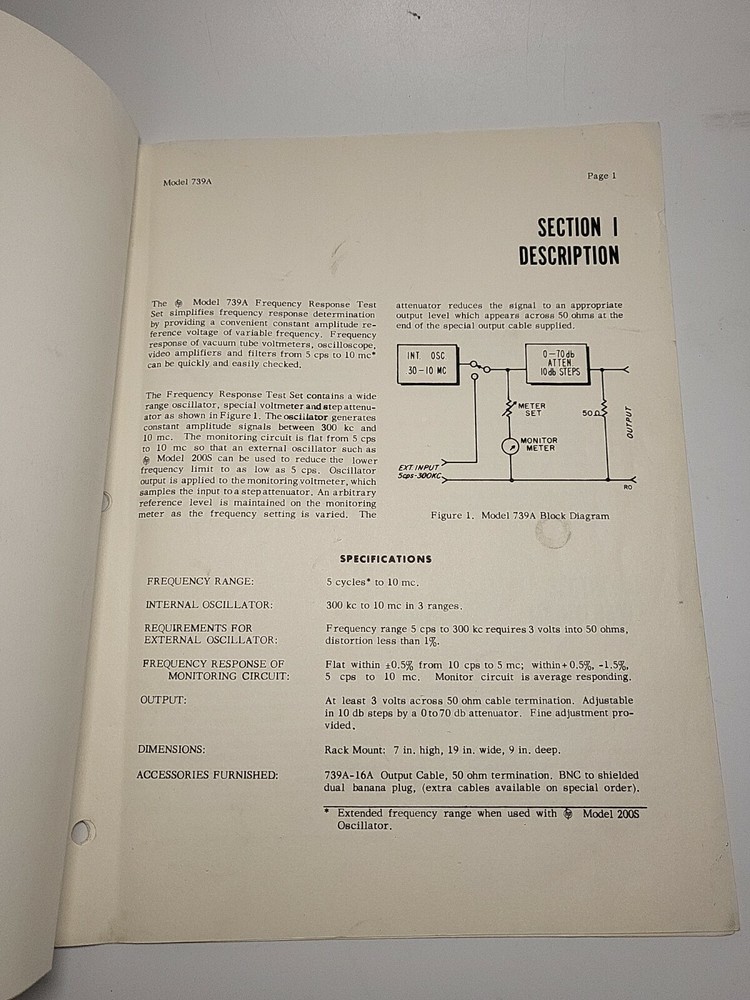 Model 739A
Page 1
SECTION I
DESCRIPTION
The hp Model 739A Frequency Response Test
Set simplifies frequency response determination
by providing a convenient constant amplitude re-
ference voltage of variable frequency. Frequency
response of vacuum tube voltmeters, oscilloscope,
video amplifiers and filters from 5 cps to 10 mc*
can be quickly and easily checked.
The Frequency Response Test Set contains a wide
range oscillator, special voltmeter and step attenu-
ator as shown in Figure 1. The oscillator generates
constant amplitude signals between 300 kc and
10 mc. The monitoring circuit is flat from 5 cps
to 10 mc so that an external oscillator such as
hp Model 200S can be used to reduce the lower
frequency limit to as low as 5 cps. Oscillator
output is applied to the monitoring voltmeter, which
samples the input to a step attenuator. An arbitrary
reference level is maintained on the monitoring
meter as the frequency setting is varied. The
attenuator reduces the signal to an appropriate
output level which appears across 50 ohms at the
end of the special output cable supplied.
INT. OSC
30-10 MC
0-70db
ATTEN
10db STEPS
METER
SET
50Ω
OUTPUT
MONITOR
METER
EXT INPUT
5cps-300KC
RO
Figure 1. Model 739A Block Diagram
SPECIFICATIONS
FREQUENCY RANGE: 5 cycles* to 10 mc.
INTERNAL OSCILLATOR: 300 kc to 10 mc in 3 ranges.
REQUIREMENTS FOR Frequency range 5 cps to 300 kc requires 3 volts into 50 ohms,
EXTERNAL OSCILLATOR: distortion less than 1%.
FREQUENCY RESPONSE OF Flat within ±0.5% from 10 cps to 5 mc; within +0.5%, -1.5%,
MONITORING CIRCUIT: 5 cps to 10 mc. Monitor circuit is average responding.
OUTPUT: At least 3 volts across 50 ohm cable termination. Adjustable
in 10 db steps by a 0 to 70 db attenuator. Fine adjustment pro-
vided.
DIMENSIONS: Rack Mount: 7 in. high, 19 in. wide, 9 in. deep.
ACCESSORIES FURNISHED: 739A-16A Output Cable, 50 ohm termination. BNC to shielded
dual banana plug, (extra cables available on special order).
* Extended frequency range when used with hp Model 200S
Oscillator.